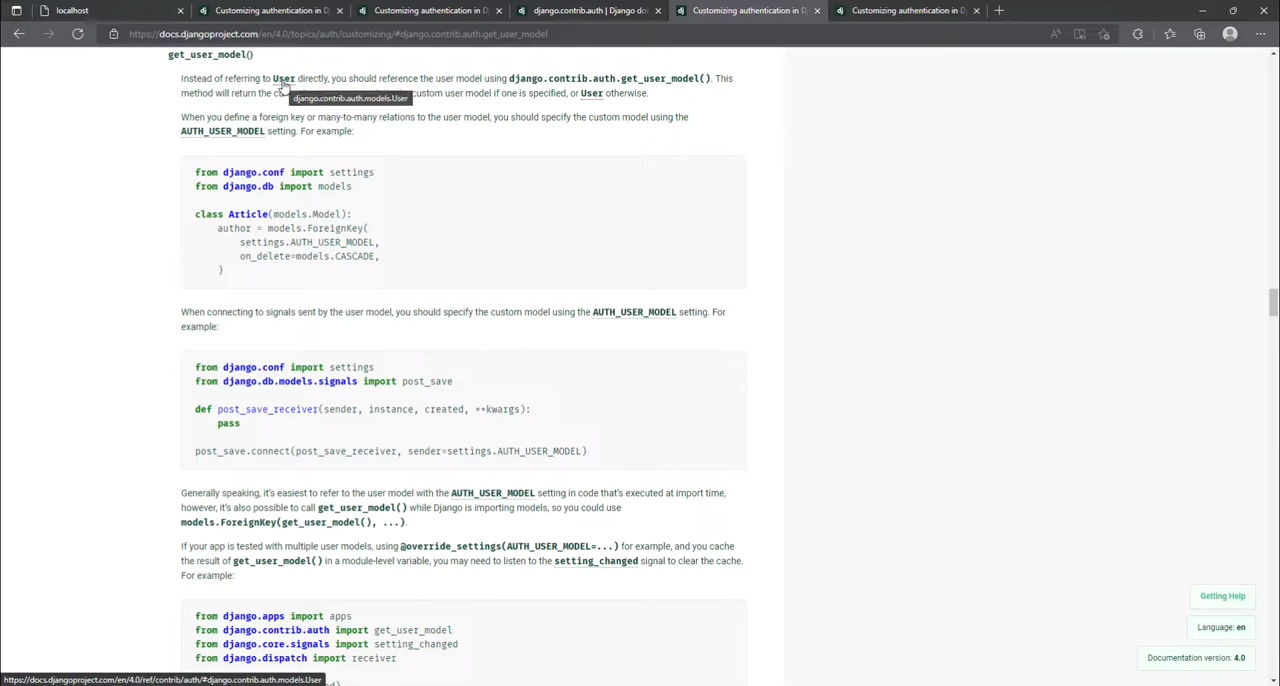 localhost
Customizing authentication in D
Customizing authentication in D
django.contrib.auth | Django do
Customizing authentication in D
Customizing authentication in D
https://docs.djangoproject.com/en/4.0/topics/auth/customizing/#django.contrib.auth.get_user_model
get_user_model()
Instead of referring to User directly, you should reference the user model using django.contrib.auth.get_user_model(). This
method will return the custom user model if one is specified, or User otherwise.
django.contrib.auth.models.User
When you define a foreign key or many-to-many relations to the user model, you should specify the custom model using the
AUTH_USER_MODEL setting. For example:
from django.conf import settings
from django.db import models
class Article(models.Model):
author = models.ForeignKey(
settings.AUTH_USER_MODEL,
on_delete=models.CASCADE,
)
When connecting to signals sent by the user model, you should specify the custom model using the AUTH_USER_MODEL setting. For
example:
from django.conf import settings
from django.db.models.signals import post_save
def post_save_receiver(sender, instance, created, **kwargs):
pass
post_save.connect(post_save_receiver, sender=settings.AUTH_USER_MODEL)
Generally speaking, it's easiest to refer to the user model with the AUTH_USER_MODEL setting in code that's executed at import time,
however, it's also possible to call get_user_model() while Django is importing models, so you could use
models.ForeignKey(get_user_model(), ...).
If your app is tested with multiple user models, using @override_settings(AUTH_USER_MODEL=...) for example, and you cache
the result of get_user_model() in a module-level variable, you may need to listen to the setting_changed signal to clear the cache.
For example:
from django.apps import apps
from django.contrib.auth import get_user_model
from django.core.signals import setting_changed
from django.dispatch import receiver
Getting Help
Language: en
Documentation version: 4.0
https://docs.djangoproject.com/en/4.0/ref/contrib/auth/#django.contrib.auth.models.User